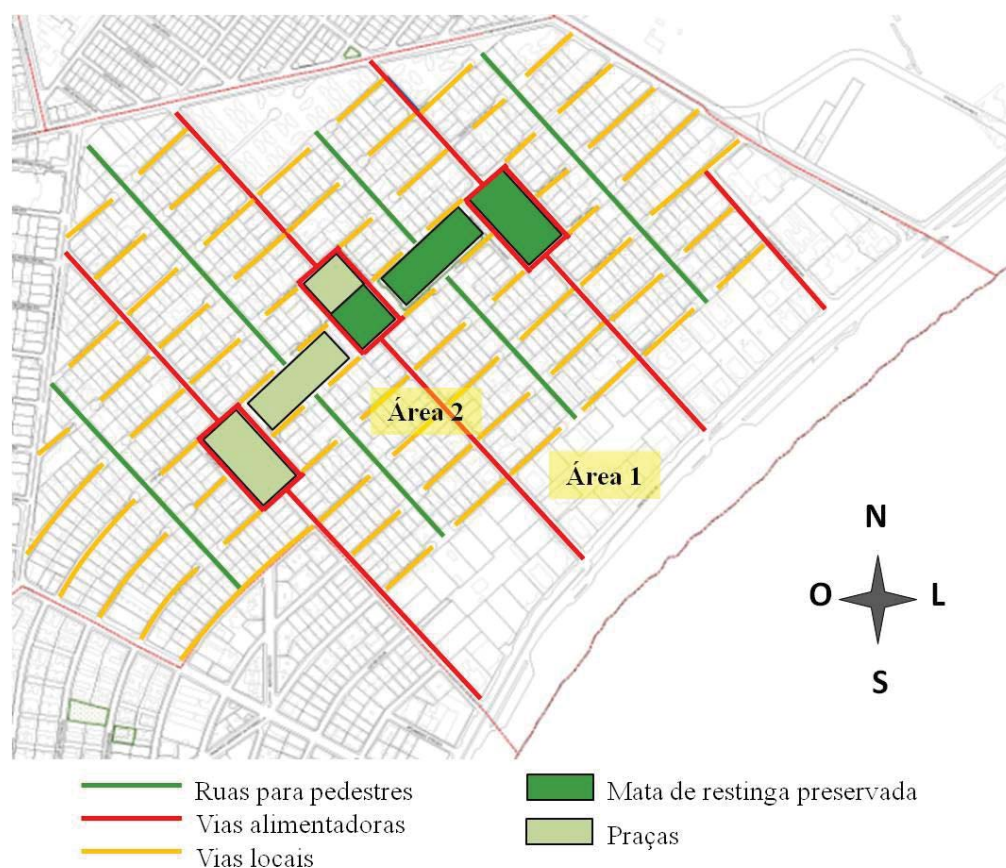 Área 2
Área 1
N
O
L
S
Ruas para pedestres
Vias alimentadoras
Vias locais
Mata de restinga preservada
Praças